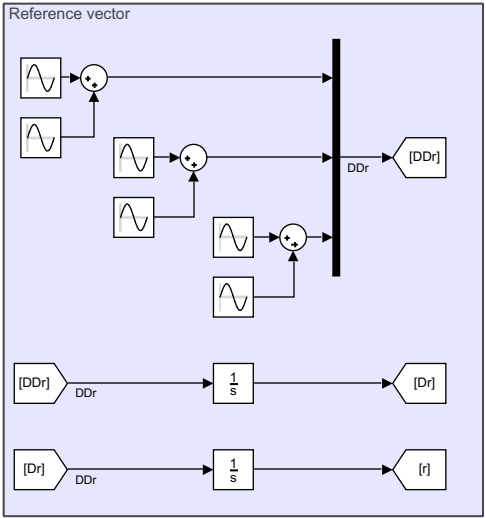 Reference vector
[DDr]
DDr
[DDr]
DDr
1
s
[Dr]
[Dr]
DDr
1
s
[r]